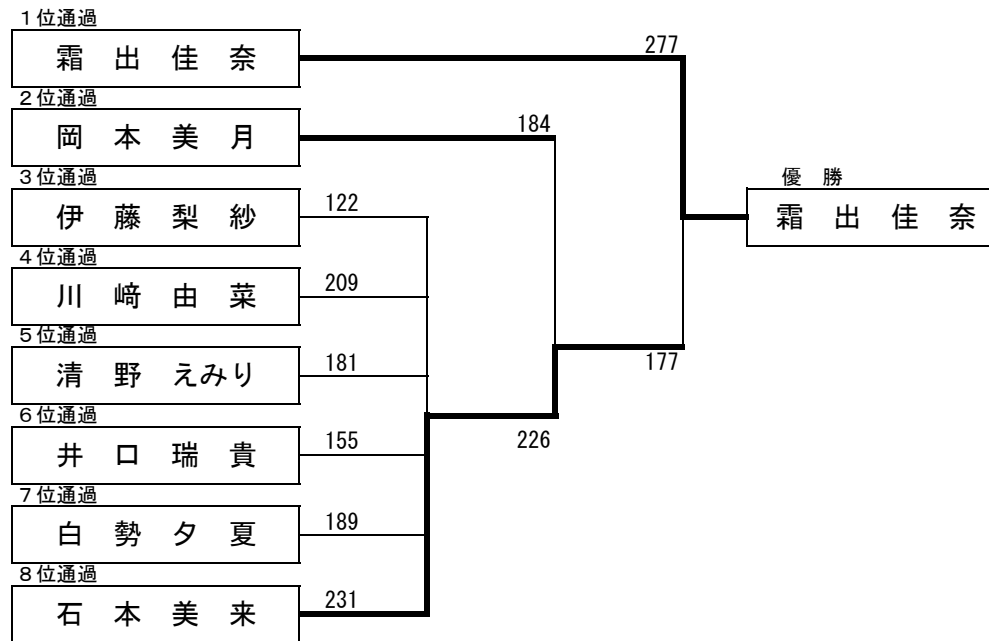 １位通過
霜 出 佳 奈
277
２位通過
岡 本 美 月
184
３位通過
伊 藤 梨 紗
122
優 勝
霜 出 佳 奈
４位通過
川 﨑 由 菜
209
５位通過
清 野 えみり
181
177
６位通過
井 口 瑞 貴
155
226
７位通過
白 勢 夕 夏
189
８位通過
石 本 美 来
231